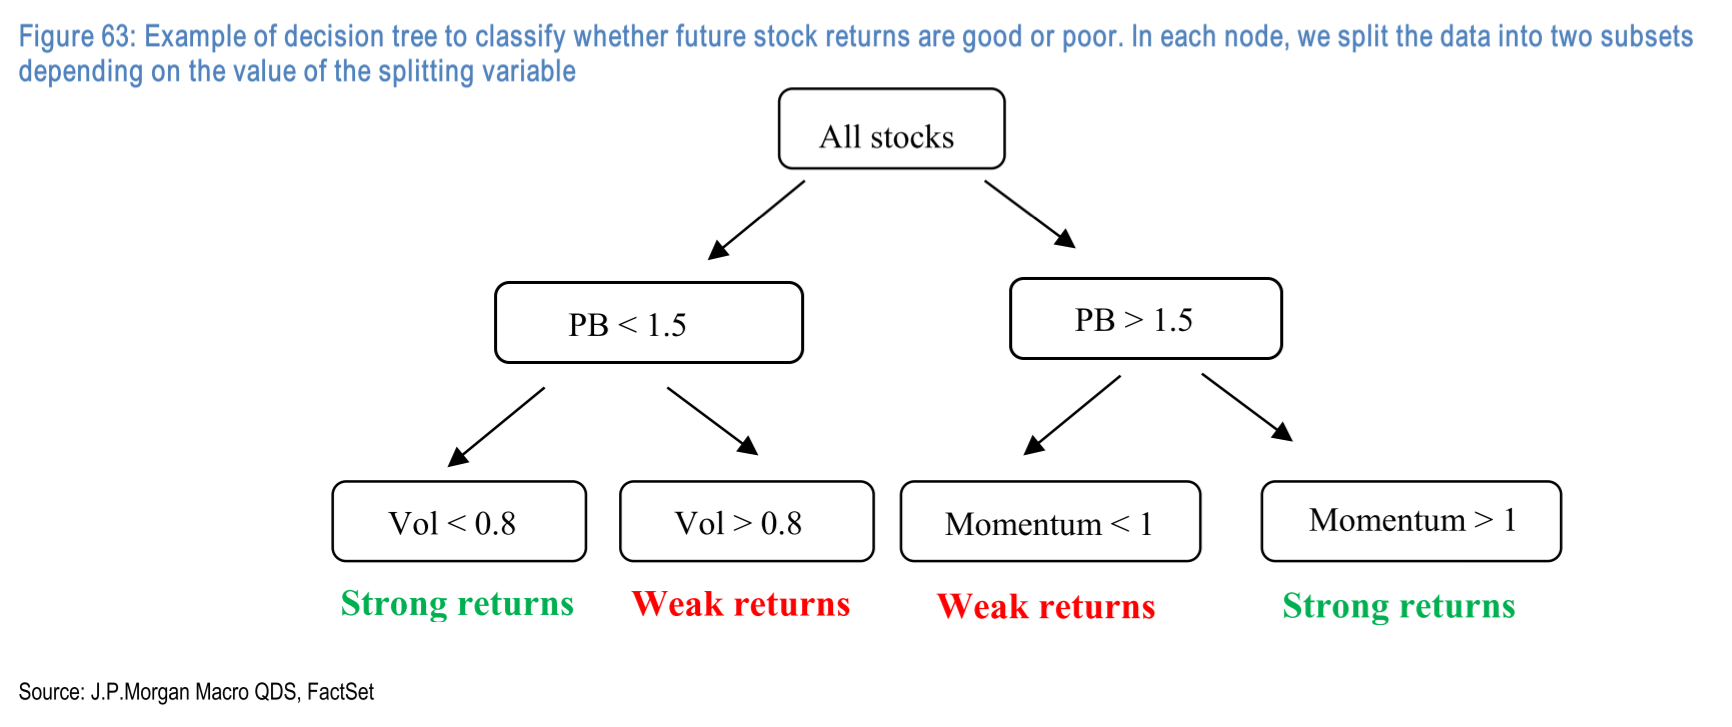 Figure 63: Example of decision tree to classify whether future stock returns are good or poor. In each node, we split the data into two subsets
depending on the value of the splitting variable
All stocks
PB < 1.5
PB > 1.5
Vol < 0.8
Vol > 0.8
Momentum < 1
Momentum > 1
Strong returns
Weak returns
Weak returns
Strong returns
Source: J.P.Morgan Macro QDS, FactSet